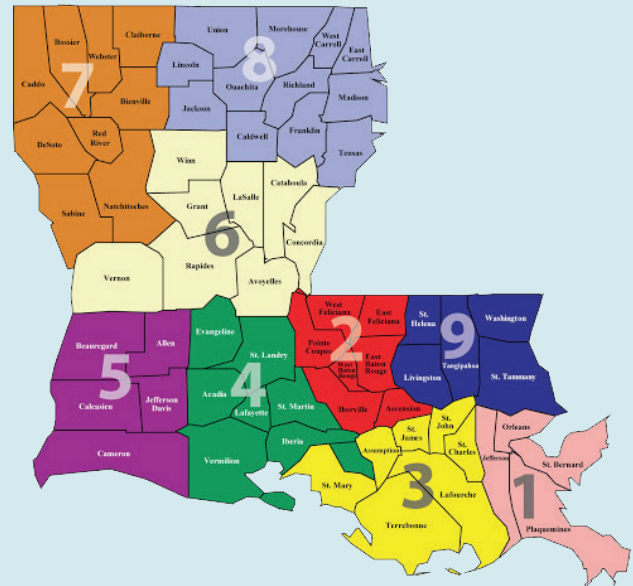 Claiborne
Bossier
Webster
Caddo
7
Bienville
DeSoto
Red
River
Sabine
Natchitoches
Union
Morehouse
West
Carroll
East
Carroll
Lincoln
8
Ouachita
Richland
Madison
Jackson
Caldwell
Franklin
Tensas
Winn
Grant
LaSalle
Catahoula
6
Concordia
Rapides
Vernon
Avoyelles
Beauregard
Allen
5
Calcasieu
Jefferson
Davis
Cameron
Evangeline
St. Landry
4
Acadia
Lafayette
St. Martin
Iberia
Vermilion
West
Feliciana
East
Feliciana
Pointe
Coupee
2
West
Baton
Rouge
East
Baton
Rouge
Iberville
Ascension
St.
Helena
Washington
9
Tangipahoa
Livingston
St. Tammany
St.
James
St.
John
Assumption
St.
Charles
St. Mary
3
Lafourche
Terrebonne
Orleans
Jefferson
St. Bernard
1
Plaquemines